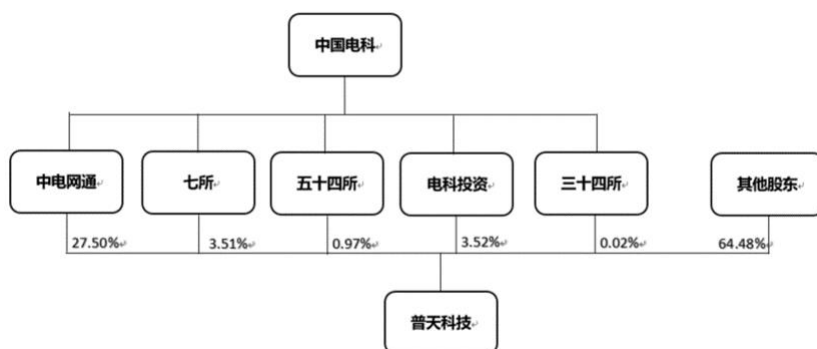 中国电科
中电网通 七所 五十四所 电科投资 三十四所 其他股东
27.50% 3.51% 0.97% 3.52% 0.02% 64.48%
普天科技